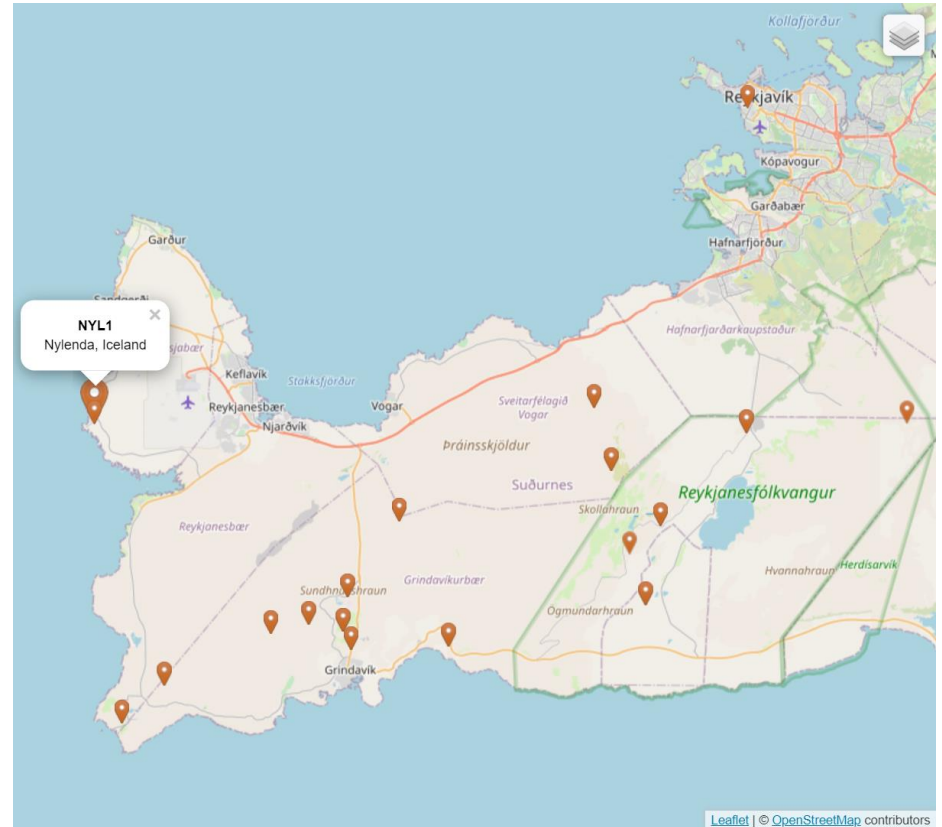 Kollafjörður
Reykjavík
Kópavogur
Garðabær
Hafnarfjörður
Garður
Sandgerði
NYL1
Nylenda, Iceland
×
Hafnarfjarðarkaupstaður
Keflavík
Stakksfjörður
Reykjanesbær
Vogar
Njarðvík
Sveitarfélagið
Vogar
Þráinsskjöldur
Suðurnes
Reykjanesfólkvangur
Skollahraun
Reykjanesbær
Grindavíkurbær
Hvannahraun
Herdísarvík
Ögmundarhraun
Grindavík
Leaflet | © OpenStreetMap contributors